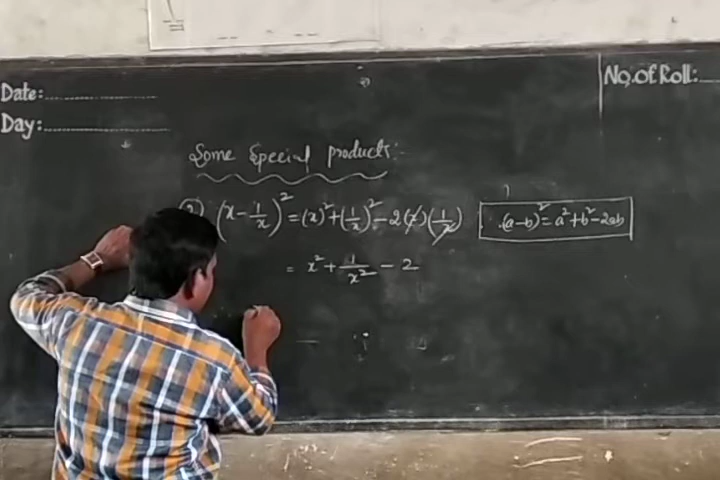 Date:................
Day:................
No.of Roll:...
Some Special products:-
(x - 1/x)² = (x)² + (1/x)² - 2(x)(1/x)
(a-b)² = a² + b² - 2ab
= x² + 1/x² - 2